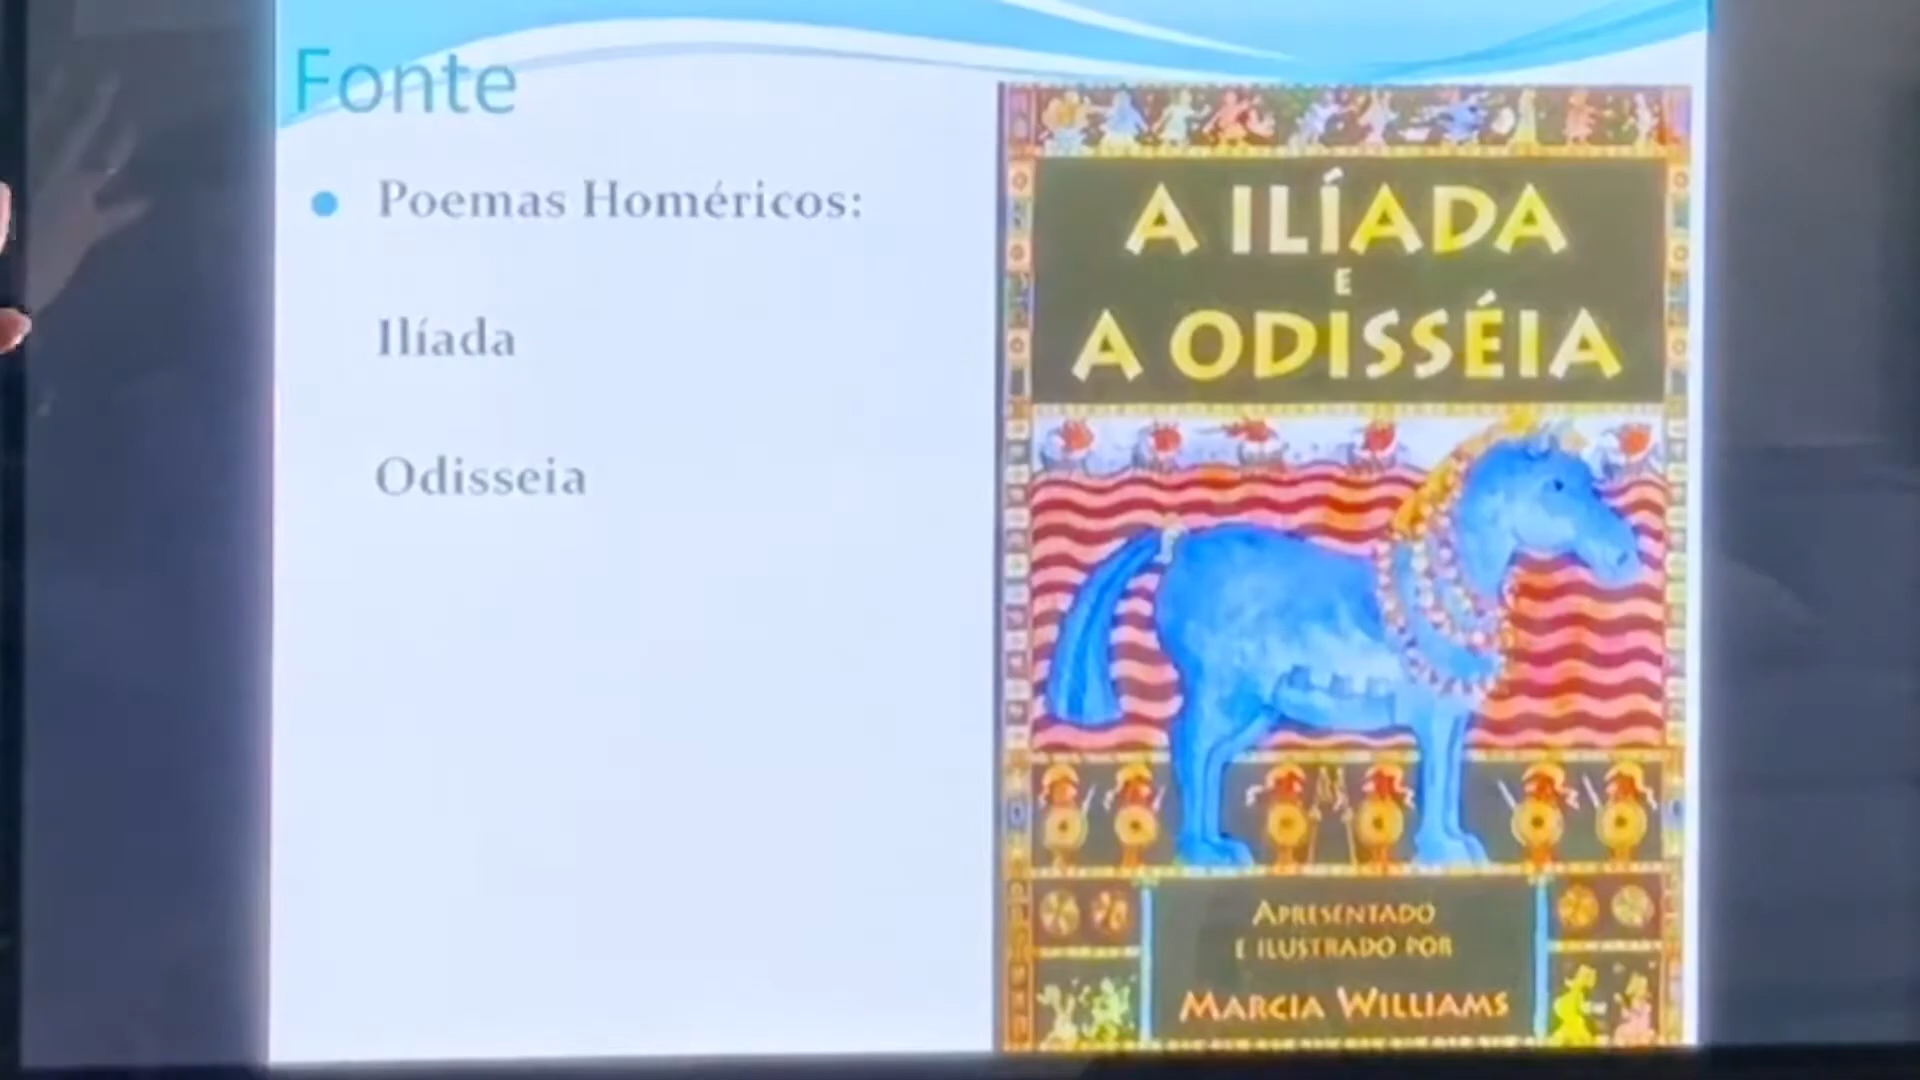 Fonte
Poemas Homéricos:
Ilíada
Odisseia
A ILÍADA
E
A ODISSÉIA
APRESENTADO
E ILUSTRADO POR
MARCIA WILLIAMS